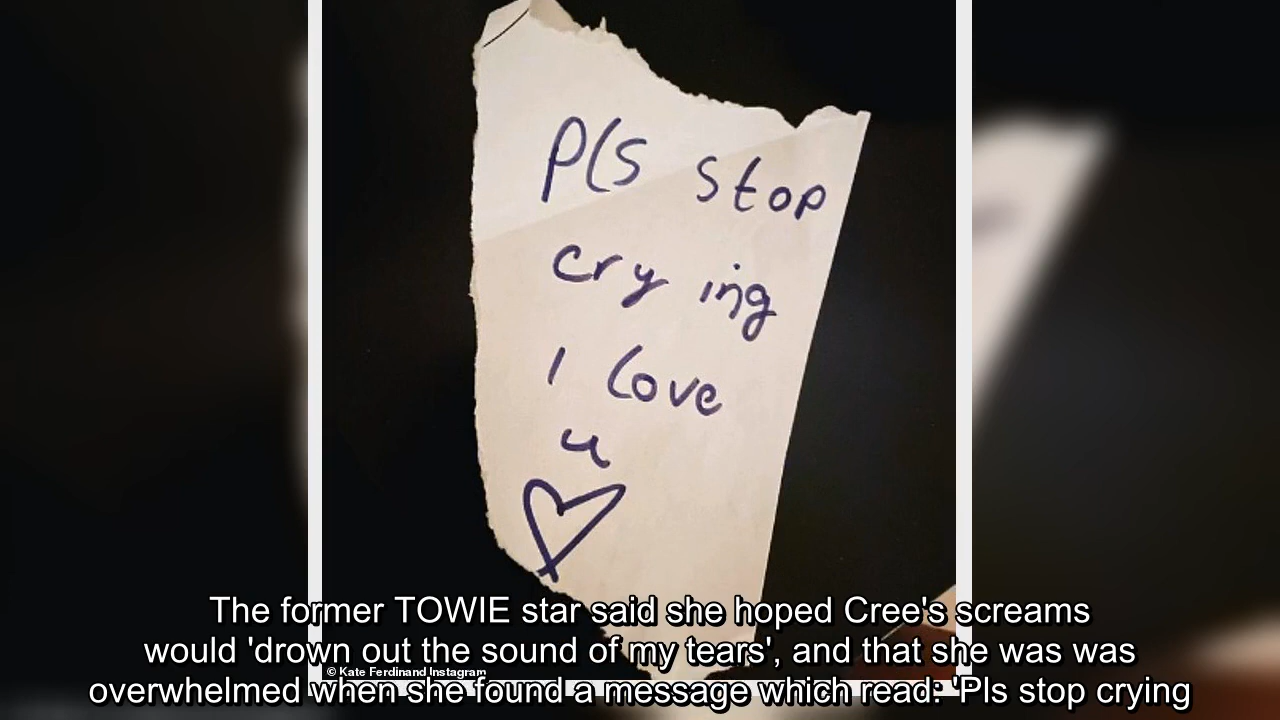 Pls stop
cry ing
I love
u
The former TOWIE star said she hoped Cree's screams
would 'drown out the sound of my tears', and that she was was
© Kate Ferdinand Instagram
overwhelmed when she found a message which read: 'Pls stop crying